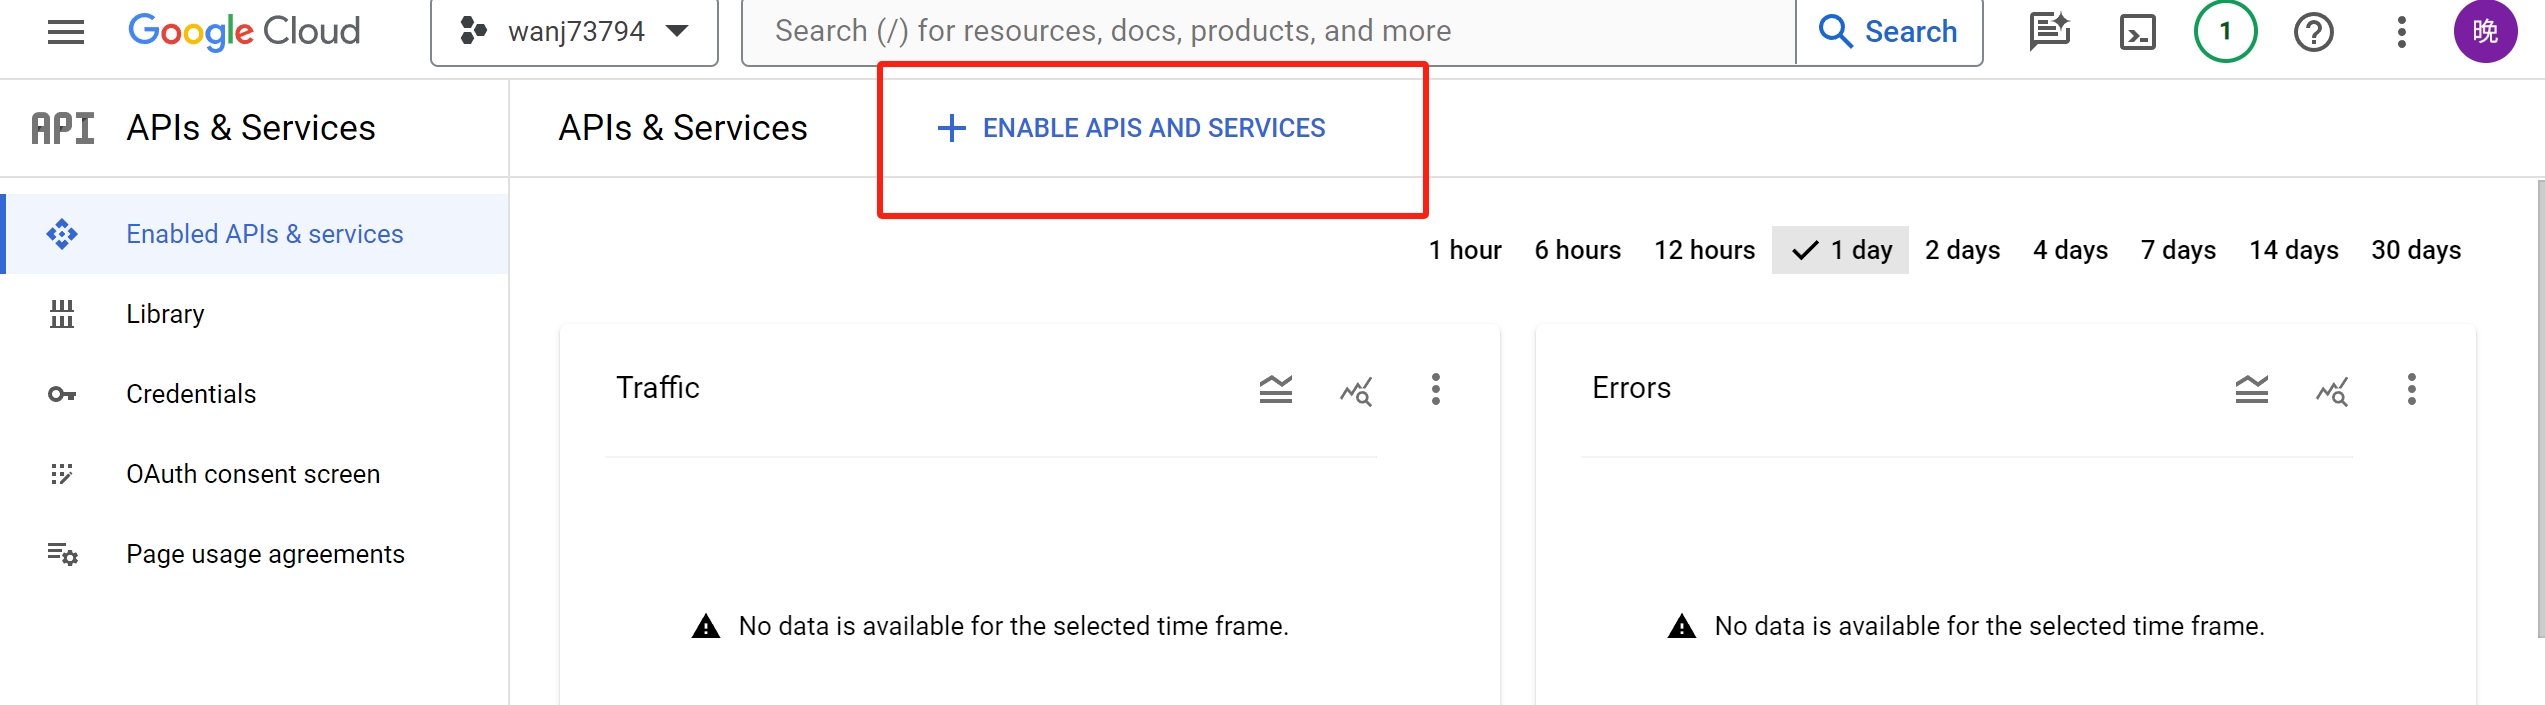 Google Cloud
wanj73794
Search (/) for resources, docs, products, and more
Search
1
晚
API
APIs & Services
APIs & Services
ENABLE APIS AND SERVICES
Enabled APIs & services
Library
Credentials
OAuth consent screen
Page usage agreements
1 hour 6 hours 12 hours 1 day 2 days 4 days 7 days 14 days 30 days
Traffic
No data is available for the selected time frame.
Errors
No data is available for the selected time frame.